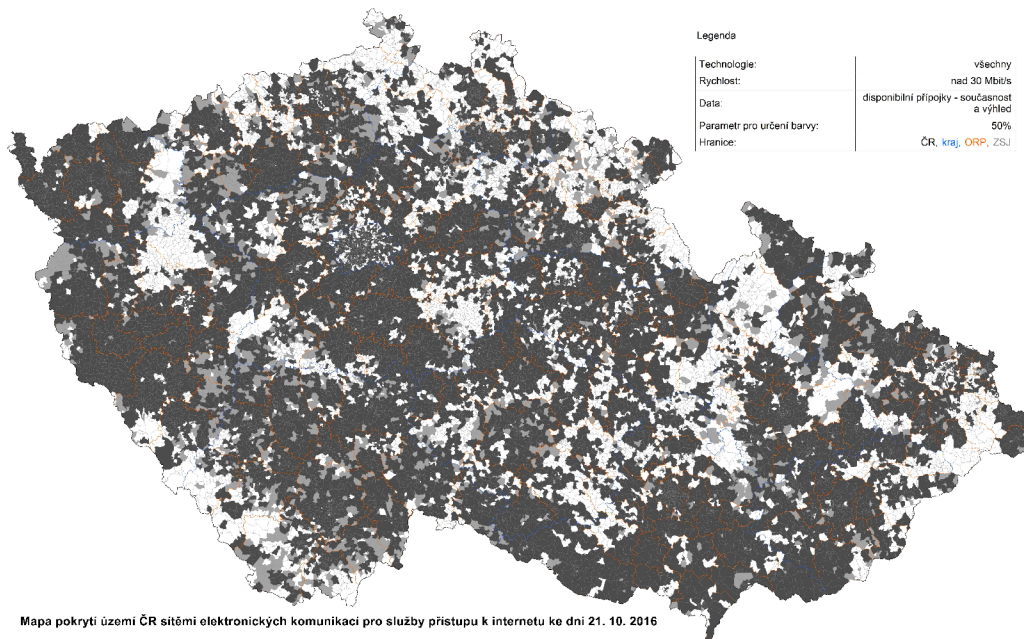 Legenda
Technologie: všechny
Rychlost: nad 30 Mbit/s
Data: disponibilní přípojky - současnost a výhled
Parametr pro určení barvy: 50%
Hranice: ČR, kraj, ORP, ZSJ
Mapa pokrytí území ČR sítěmi elektronických komunikací pro služby přístupu k internetu ke dni 21. 10. 2016